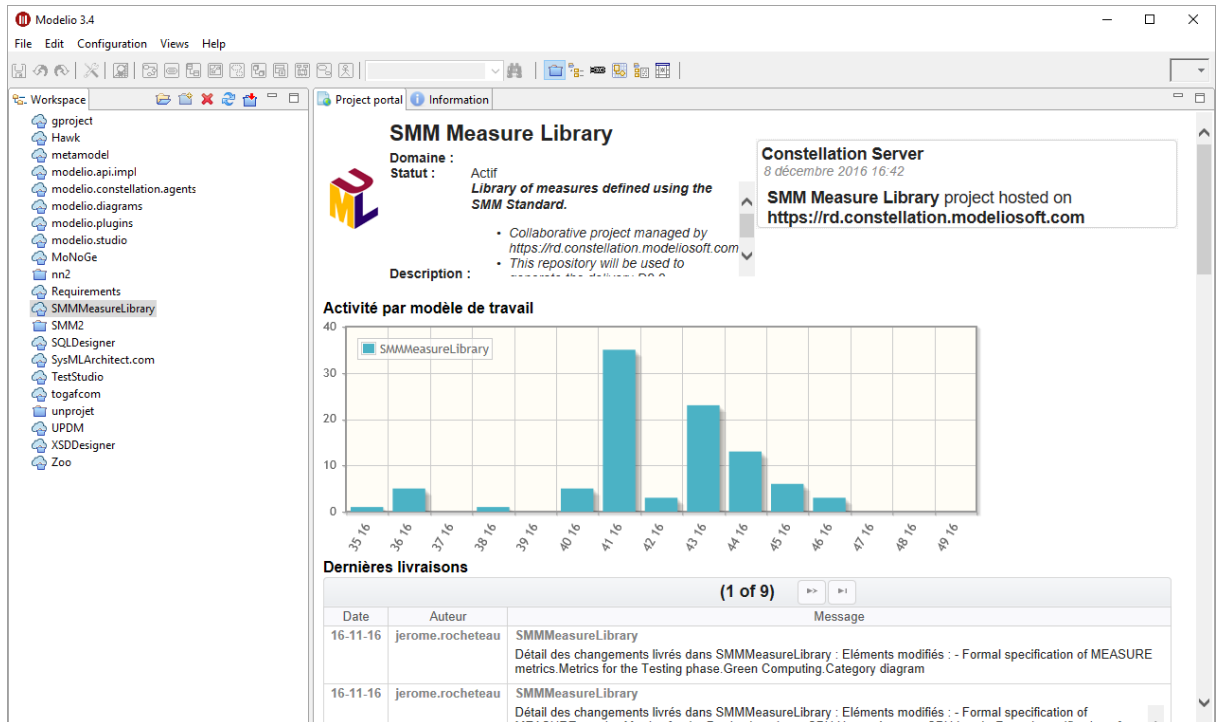 Modelio 3.4
File Edit Configuration Views Help
Workspace
gproject
Hawk
metamodel
modelio.api.impl
modelio.constellation.agents
modelio.diagrams
modelio.plugins
modelio.studio
MoNoGe
nn2
Requirements
SMMMeasureLibrary
SMM2
SQLDesigner
SysMLArchitect.com
TestStudio
togafcom
unprojet
UPDM
XSDDesigner
Zoo
Project portal Information
UML
SMM Measure Library
Domaine :
Statut : Actif
Library of measures defined using the
SMM Standard.
• Collaborative project managed by
https://rd.constellation.modeliosoft.com
• This repository will be used to
Description :
Constellation Server
8 décembre 2016 16:42
SMM Measure Library project hosted on
https://rd.constellation.modeliosoft.com
Activité par modèle de travail
SMMMeasureLibrary
40
30
20
10
0
35 16 36 16 37 16 38 16 39 16 40 16 41 16 42 16 43 16 44 16 45 16 46 16 47 16 48 16 49 16
Dernières livraisons
(1 of 9)
Date Auteur Message
16-11-16 jerome.rocheteau SMMMeasureLibrary
Détail des changements livrés dans SMMMeasureLibrary : Eléments modifiés : - Formal specification of MEASURE
metrics.Metrics for the Testing phase.Green Computing.Category diagram
16-11-16 jerome.rocheteau SMMMeasureLibrary
Détail des changements livrés dans SMMMeasureLibrary : Eléments modifiés : - Formal specification of